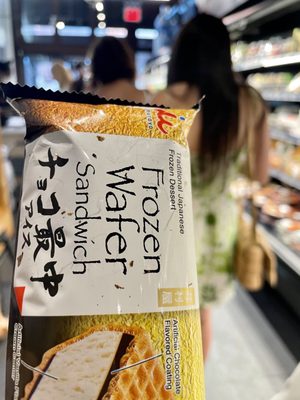 Traditional Japanese
Frozen Dessert
Frozen
Wafer
Sandwich
チョコ最中
アイス
Artificial Chocolate
Flavored Coating